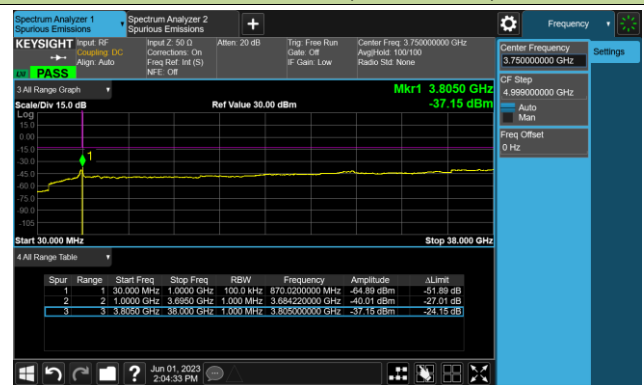 Spectrum Analyzer 1
Spurious Emissions
Spectrum Analyzer 2
Spurious Emissions
+
Frequency
KEYSIGHT
Input: RF
Coupling: DC
Align: Auto
Input Z: 50 Ω
Corrections: On
Freq Ref: Int (S)
NFE: Off
Atten: 20 dB
Trig: Free Run
Gate: Off
IF Gain: Low
Center Freq: 3.750000000 GHz
Avg|Hold: 100/100
Radio Std: None
PASS
Center Frequency
3.750000000 GHz
Settings
CF Step
4.999000000 GHz
Auto
Man
Freq Offset
0 Hz
3 All Range Graph
Mkr1 3.8050 GHz
Scale/Div 15.0 dB
Ref Value 30.00 dBm
-37.15 dBm
Log
15.0
0.00
-15.0
-30.0
-45.0
-60.0
-75.0
-90.0
-105
1
Start 30.000 MHz
Stop 38.000 GHz
4 All Range Table
Spur Range Start Freq Stop Freq RBW Frequency Amplitude ΔLimit
1 1 30.000 MHz 1.0000 GHz 100.0 kHz 870.0200000 MHz -64.89 dBm -51.89 dB
2 2 1.0000 GHz 3.6950 GHz 1.000 MHz 3.684220000 GHz -40.01 dBm -27.01 dB
3 3 3.8050 GHz 38.000 GHz 1.000 MHz 3.805000000 GHz -37.15 dBm -24.15 dB
?
Jun 01, 2023
2:04:33 PM